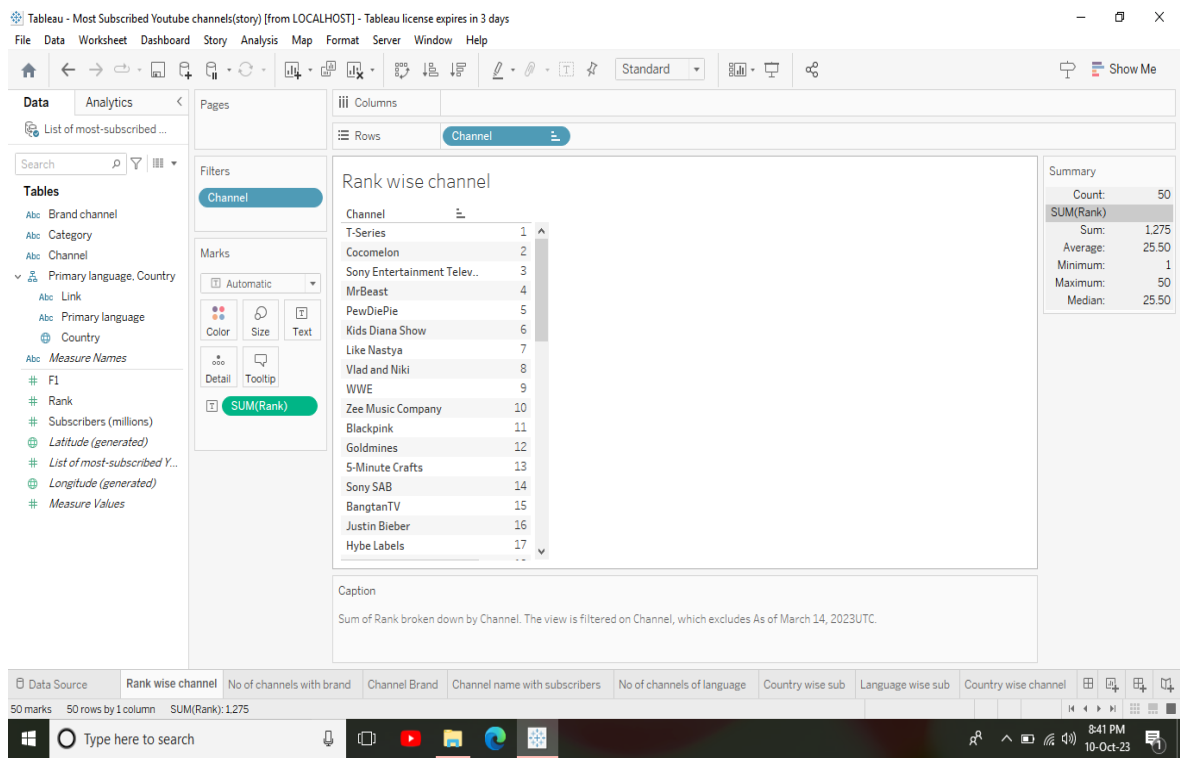 Tableau - Most Subscribed Youtube channels(story) [from LOCALHOST] - Tableau license expires in 3 days
File Data Worksheet Dashboard Story Analysis Map Format Server Window Help
Standard
Show Me
Data Analytics
List of most-subscribed ...
Search
Tables
Abc Brand channel
Abc Category
Abc Channel
Primary language, Country
Abc Link
Abc Primary language
Country
Abc Measure Names
# F1
# Rank
# Subscribers (millions)
Latitude (generated)
# List of most-subscribed Y...
Longitude (generated)
# Measure Values
Pages
Filters
Channel
Marks
Automatic
Color Size Text
Detail Tooltip
SUM(Rank)
Columns
Rows Channel
Rank wise channel
Channel
T-Series 1
Cocomelon 2
Sony Entertainment Telev.. 3
MrBeast 4
PewDiePie 5
Kids Diana Show 6
Like Nastya 7
Vlad and Niki 8
WWE 9
Zee Music Company 10
Blackpink 11
Goldmines 12
5-Minute Crafts 13
Sony SAB 14
BangtanTV 15
Justin Bieber 16
Hybe Labels 17
Summary
Count: 50
SUM(Rank)
Sum: 1,275
Average: 25.50
Minimum: 1
Maximum: 50
Median: 25.50
Caption
Sum of Rank broken down by Channel. The view is filtered on Channel, which excludes As of March 14, 2023UTC.
Data Source Rank wise channel No of channels with brand Channel Brand Channel name with subscribers No of channels of language Country wise sub Language wise sub Country wise channel
50 marks 50 rows by 1 column SUM(Rank): 1,275
Type here to search
8:41 PM
10-Oct-23
1